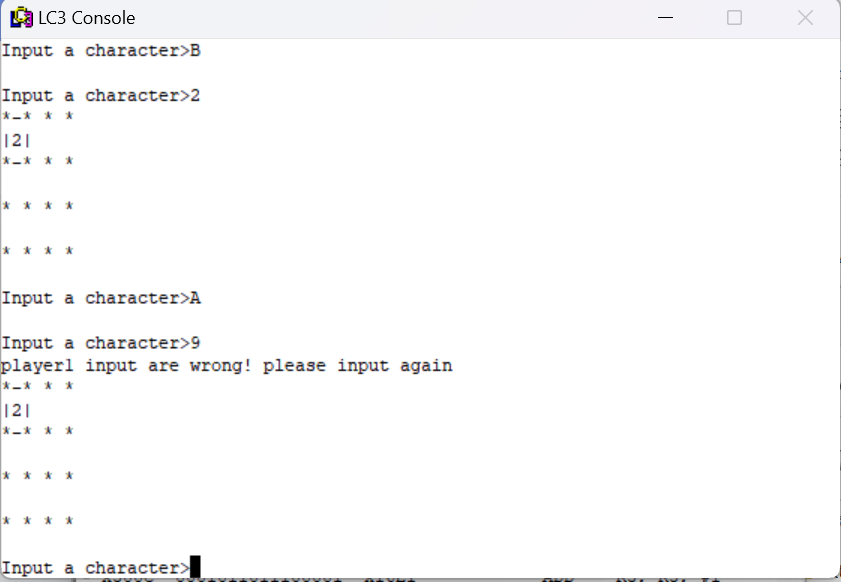 LC3 Console
Input a character>B
Input a character>2
*-* * *
|2|
*-* * *
* * * *
* * * *
Input a character>A
Input a character>9
player1 input are wrong! please input again
*-* * *
|2|
*-* * *
* * * *
* * * *
Input a character>